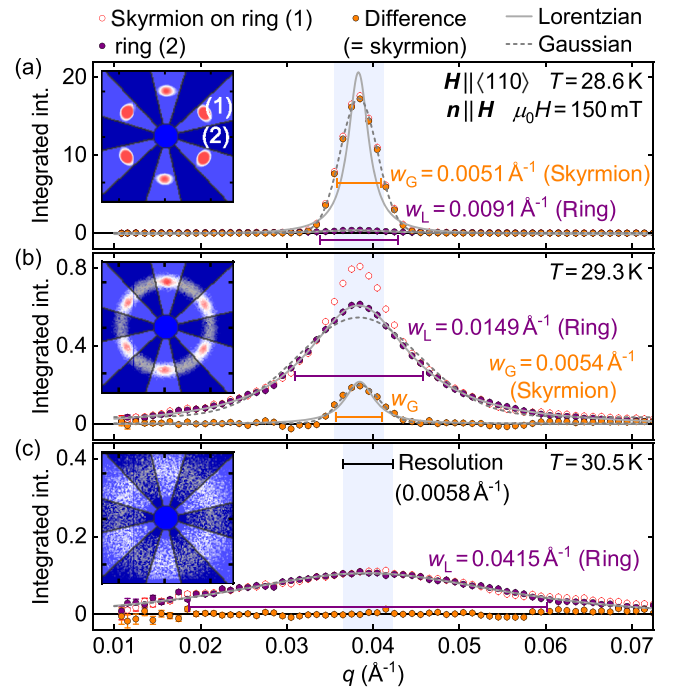 Skyrmion on ring (1)
ring (2)
Difference
(= skyrmion)
Lorentzian
Gaussian
(a)
Integrated int.
20
10
0
(1)
(2)
H || ⟨110⟩ T = 28.6 K
n || H μ0H = 150 mT
wG = 0.0051 Å-1 (Skyrmion)
wL = 0.0091 Å-1 (Ring)
(b)
Integrated int.
0.8
0.4
0
T = 29.3 K
wL = 0.0149 Å-1 (Ring)
wG = 0.0054 Å-1
(Skyrmion)
wG
(c)
Integrated int.
0.4
0.2
0
Resolution
(0.0058 Å-1)
T = 30.5 K
wL = 0.0415 Å-1 (Ring)
0.01 0.02 0.03 0.04 0.05 0.06 0.07
q (Å-1)